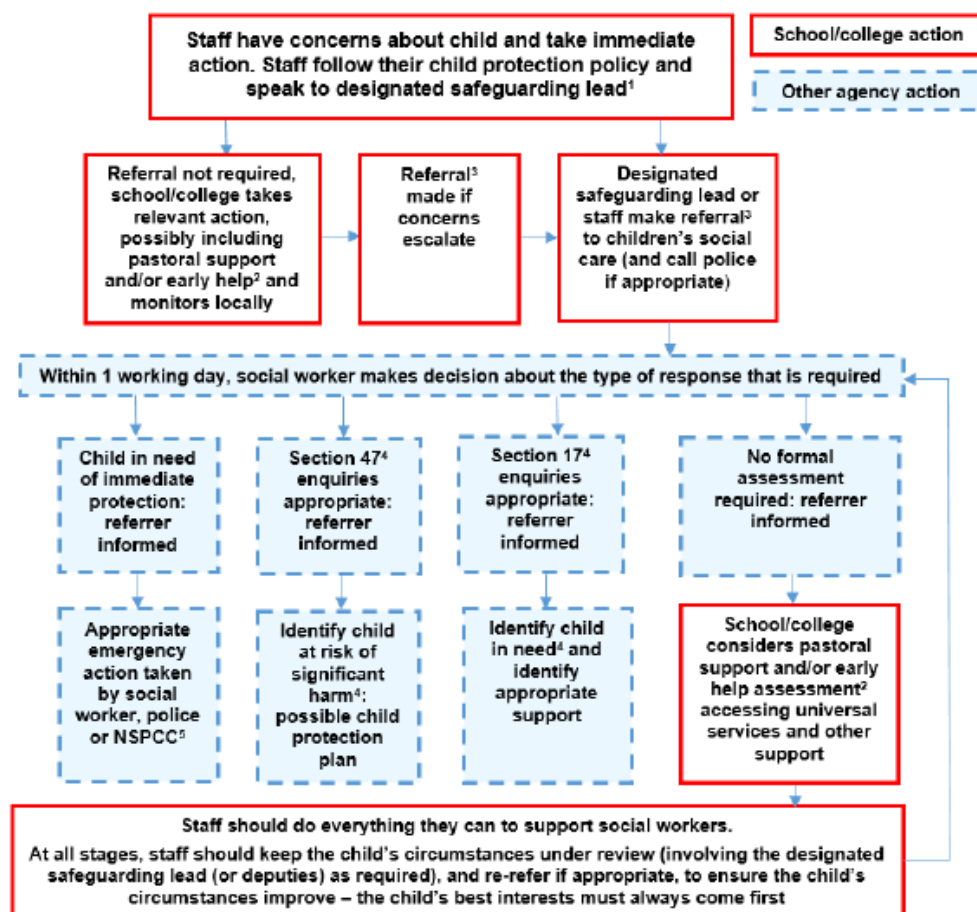 Staff have concerns about child and take immediate
action. Staff follow their child protection policy and
speak to designated safeguarding lead¹
School/college action
Other agency action
Referral not required,
school/college takes
relevant action,
possibly including
pastoral support
and/or early help² and
monitors locally
Referral³
made if
concerns
escalate
Designated
safeguarding lead or
staff make referral³
to children's social
care (and call police
if appropriate)
Within 1 working day, social worker makes decision about the type of response that is required
Child in need
of immediate
protection:
referrer
informed
Section 47⁴
enquiries
appropriate:
referrer
informed
Section 17⁴
enquiries
appropriate:
referrer
informed
No formal
assessment
required: referrer
informed
Appropriate
emergency
action taken
by social
worker, police
or NSPCC⁵
Identify child
at risk of
significant
harm⁴:
possible child
protection
plan
Identify child
in need⁴ and
identify
appropriate
support
School/college
considers pastoral
support and/or early
help assessment²
accessing universal
services and other
support
Staff should do everything they can to support social workers.
At all stages, staff should keep the child's circumstances under review (involving the designated
safeguarding lead (or deputies) as required), and re-refer if appropriate, to ensure the child's
circumstances improve – the child's best interests must always come first